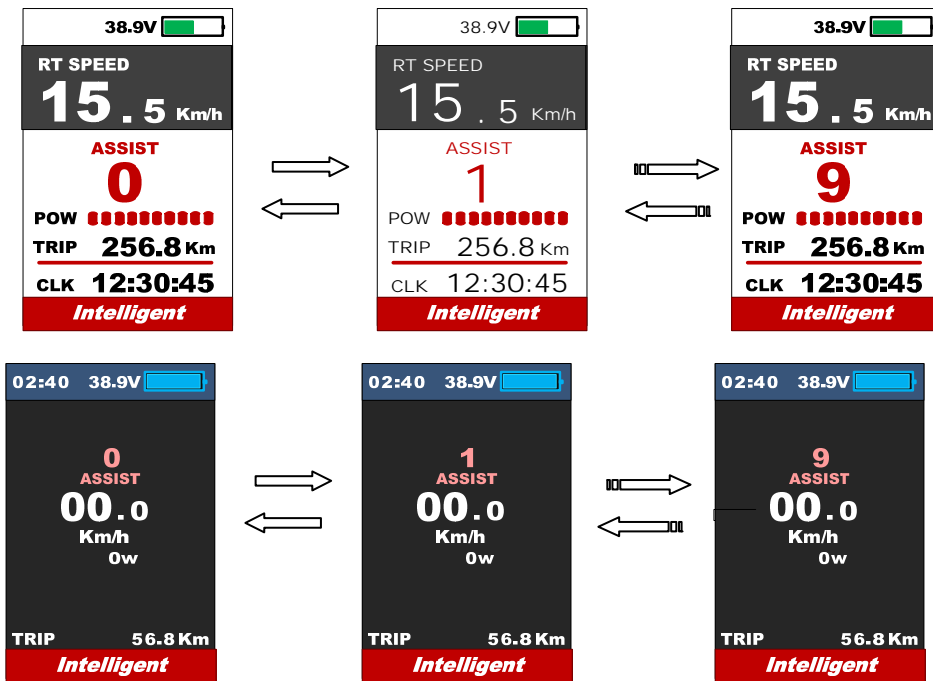 38.9V
RT SPEED
15.5 Km/h
ASSIST
0
POW
TRIP 256.8 Km
CLK 12:30:45
Intelligent
38.9V
RT SPEED
15.5 Km/h
ASSIST
1
POW
TRIP 256.8 Km
CLK 12:30:45
Intelligent
38.9V
RT SPEED
15.5 Km/h
ASSIST
9
POW
TRIP 256.8 Km
CLK 12:30:45
Intelligent
02:40 38.9V
0
ASSIST
00.0
Km/h
0w
TRIP 56.8 Km
Intelligent
02:40 38.9V
1
ASSIST
00.0
Km/h
0w
TRIP 56.8 Km
Intelligent
02:40 38.9V
9
ASSIST
00.0
Km/h
0w
TRIP 56.8 Km
Intelligent